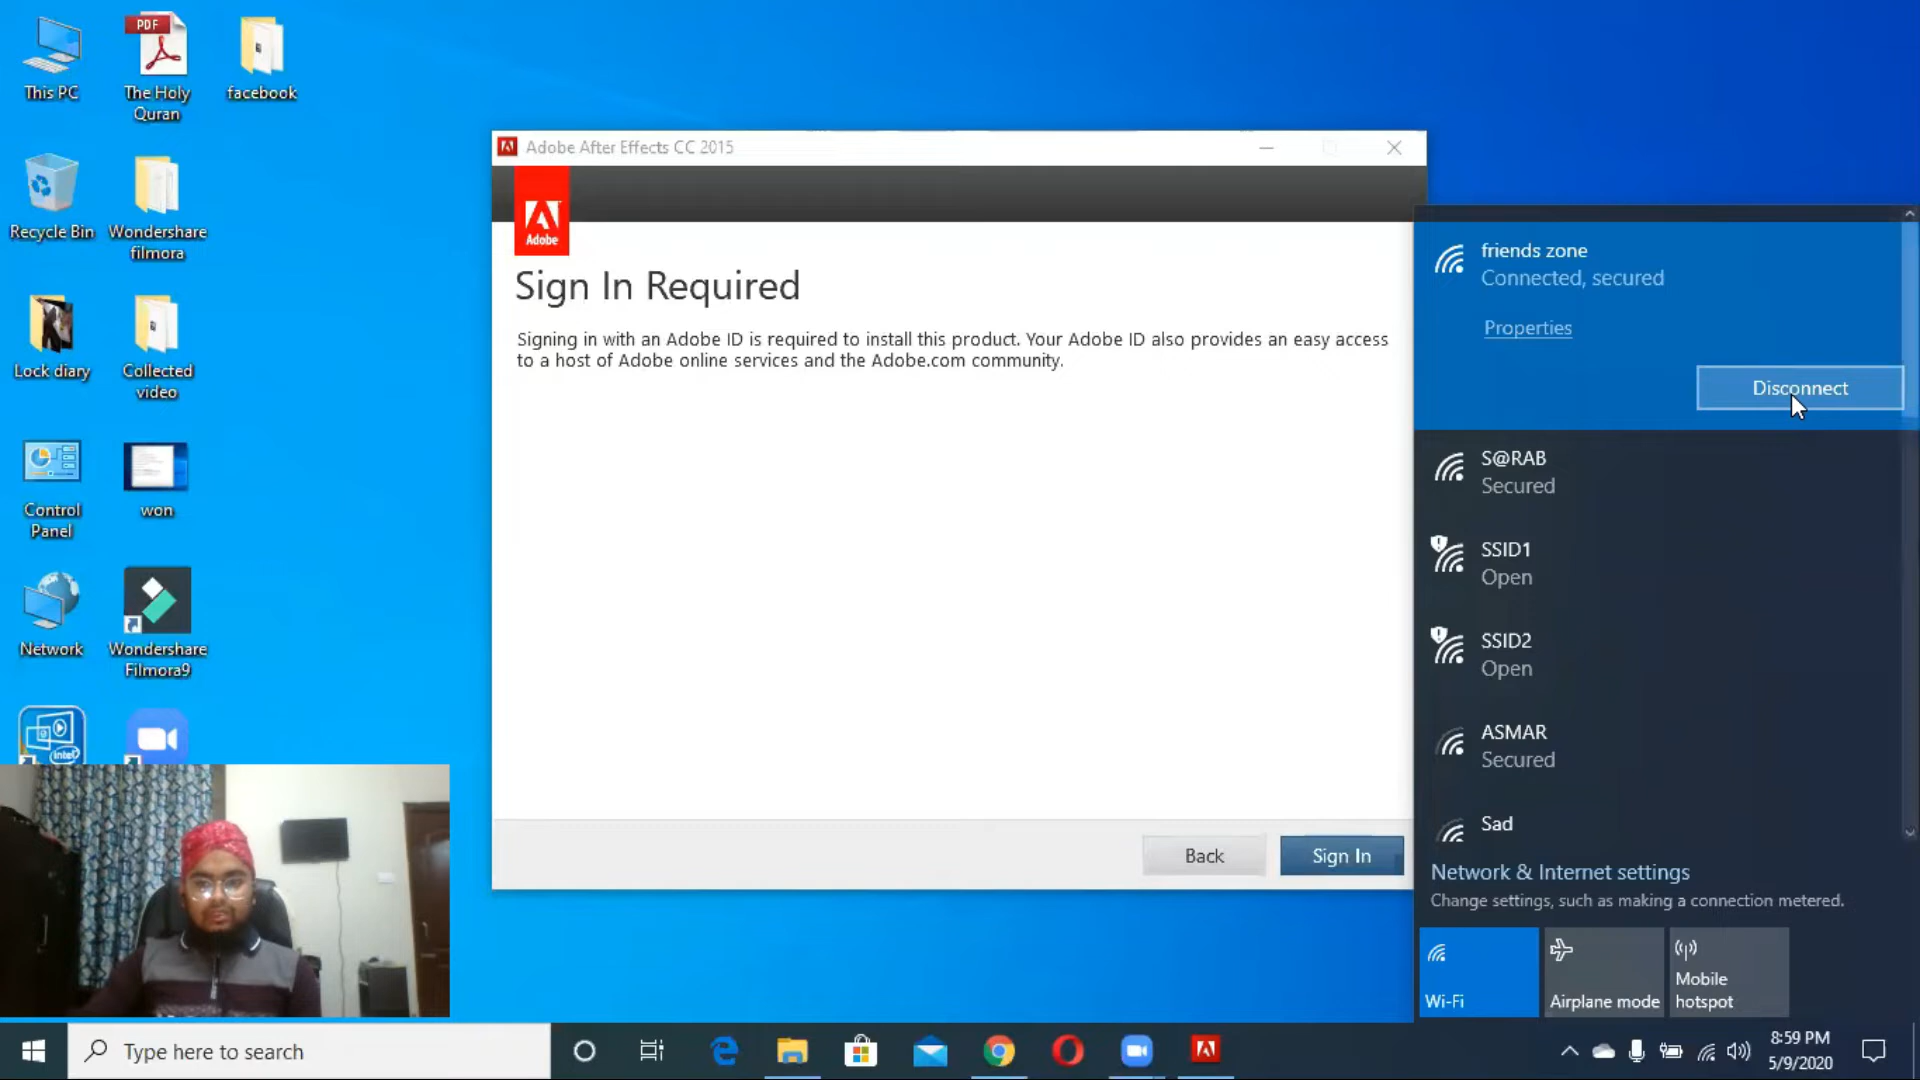 This PC
PDF
The Holy
Quran
facebook
Recycle Bin
Wondershare
filmora
Lock diary
Collected
video
Control
Panel
won
Network
Wondershare
Filmora9
intel
Adobe After Effects CC 2015
Adobe
Sign In Required
Signing in with an Adobe ID is required to install this product. Your Adobe ID also provides an easy access
to a host of Adobe online services and the Adobe.com community.
Back
Sign In
friends zone
Connected, secured
Properties
Disconnect
S@RAB
Secured
SSID1
Open
SSID2
Open
ASMAR
Secured
Sad
Network & Internet settings
Change settings, such as making a connection metered.
Wi-Fi
Airplane mode
Mobile
hotspot
Type here to search
8:59 PM
5/9/2020